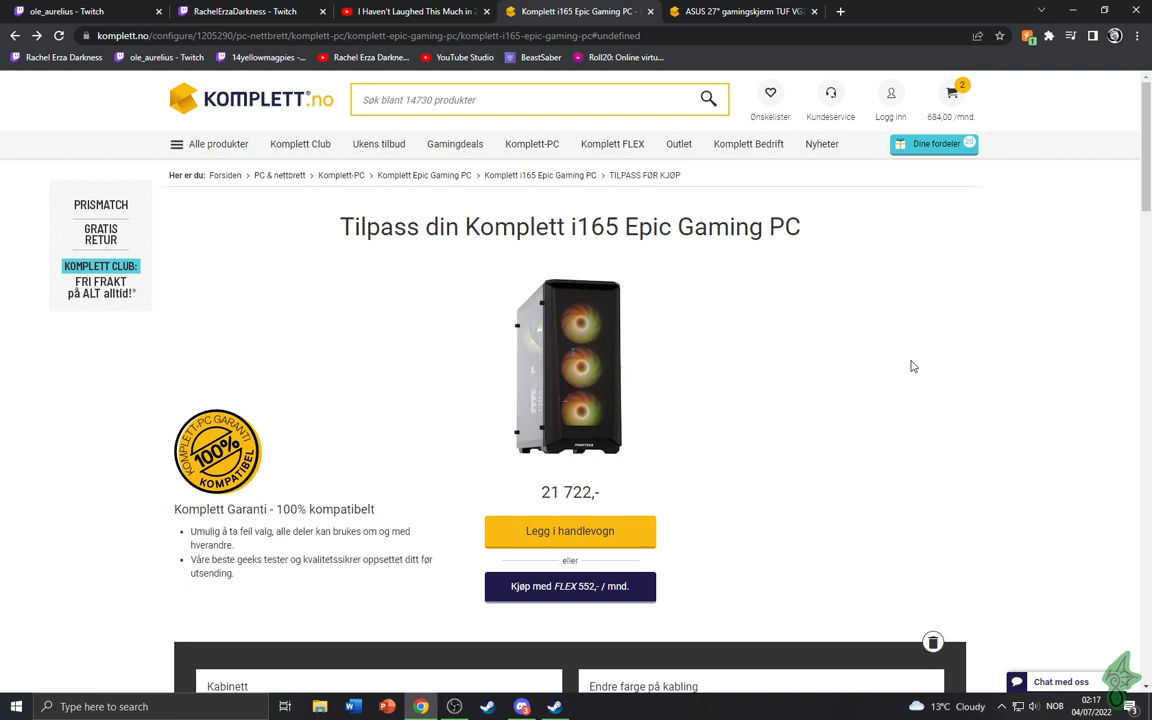 ole_aurelius - Twitch
RachelErzaDarkness - Twitch
I Haven't Laughed This Much in 2
Komplett i165 Epic Gaming PC -
ASUS 27" gamingskjerm TUF VG2
komplett.no/configure/1205290/pc-nettbrett/komplett-pc/komplett-epic-gaming-pc/komplett-i165-epic-gaming-pc#undefined
Rachel Erza Darkness
ole_aurelius - Twitch
14yellowmagpies -...
Rachel Erza Darkne...
YouTube Studio
BeastSaber
Roll20: Online virtu...
KOMPLETT.no
Søk blant 14730 produkter
2
Ønskelister
Kundeservice
Logg inn
684,00 /mnd.
Alle produkter
Komplett Club
Ukens tilbud
Gamingdeals
Komplett-PC
Komplett FLEX
Outlet
Komplett Bedrift
Nyheter
Dine fordeler
20
Her er du: Forsiden > PC & nettbrett > Komplett-PC > Komplett Epic Gaming PC > Komplett i165 Epic Gaming PC > TILPASS FØR KJØP
PRISMATCH
GRATIS
RETUR
KOMPLETT CLUB:
FRI FRAKT
på ALT alltid!*
Tilpass din Komplett i165 Epic Gaming PC
KOMPLETT-PC GARANTI
100%
KOMPATIBEL
PHANTEKS
21 722,-
Legg i handlevogn
eller
Kjøp med FLEX 552,- / mnd.
Komplett Garanti - 100% kompatibelt
Umulig å ta feil valg, alle deler kan brukes om og med
hverandre.
Våre beste geeks tester og kvalitetssikrer oppsettet ditt før
utsending.
Kabinett
Endre farge på kabling
Chat med oss
Type here to search
13°C Cloudy
NOB
02:17
04/07/2022
3